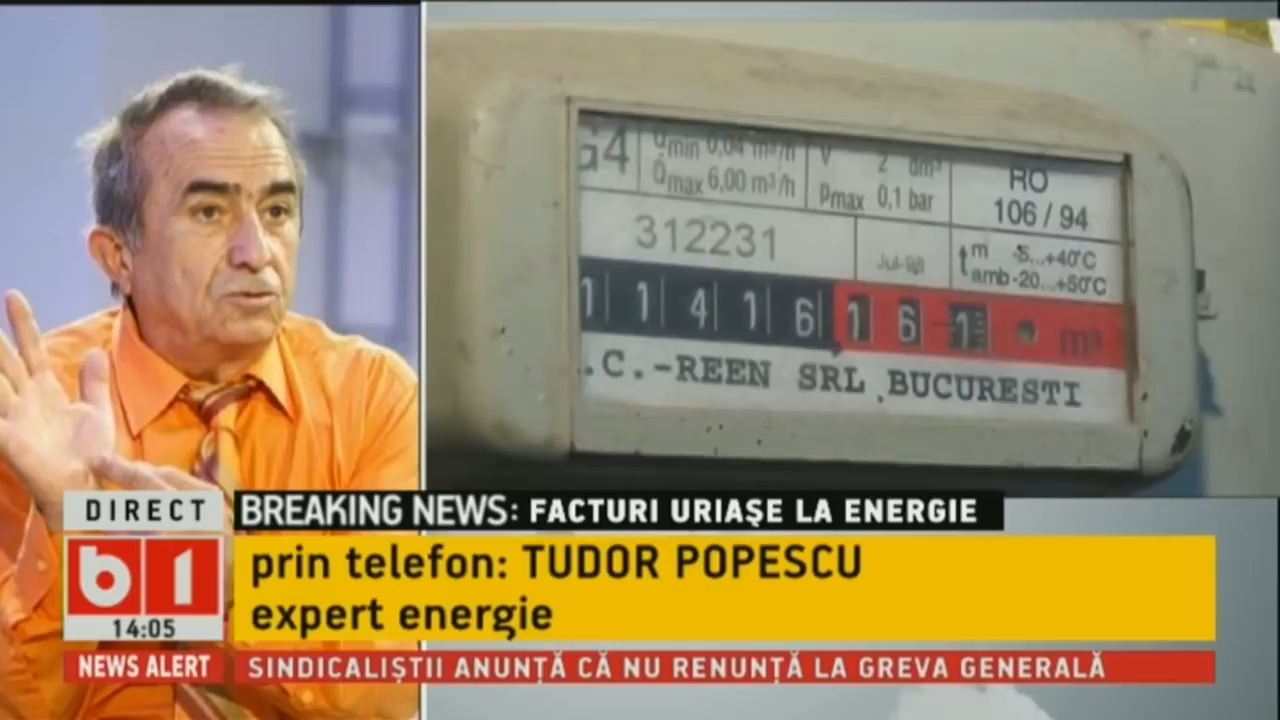 G4
Qmin 0,04 m³/h
Qmax 6,00 m³/h
V 2 dm³
Pmax 0,1 bar
RO
106 / 94
312231
tm -5...+40°C
amb-20...+50°C
1 1 4 1 6 1 6 1 m³
.C.-REEN SRL BUCURESTI
DIRECT
BREAKING NEWS: FACTURI URIAŞE LA ENERGIE
b1
prin telefon: TUDOR POPESCU
expert energie
14:05
NEWS ALERT
SINDICALIȘTII ANUNȚĂ CĂ NU RENUNȚĂ LA GREVA GENERALĂ